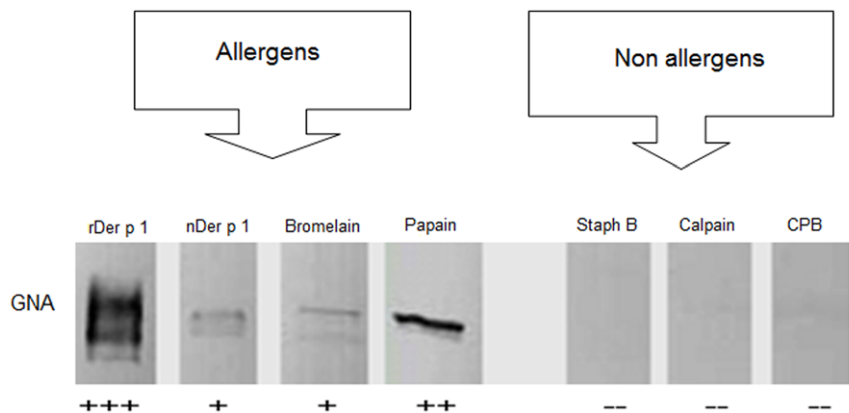 Allergens
Non allergens
rDer p 1 nDer p 1 Bromelain Papain Staph B Calpain CPB
GNA
+++ + + ++ -- -- --